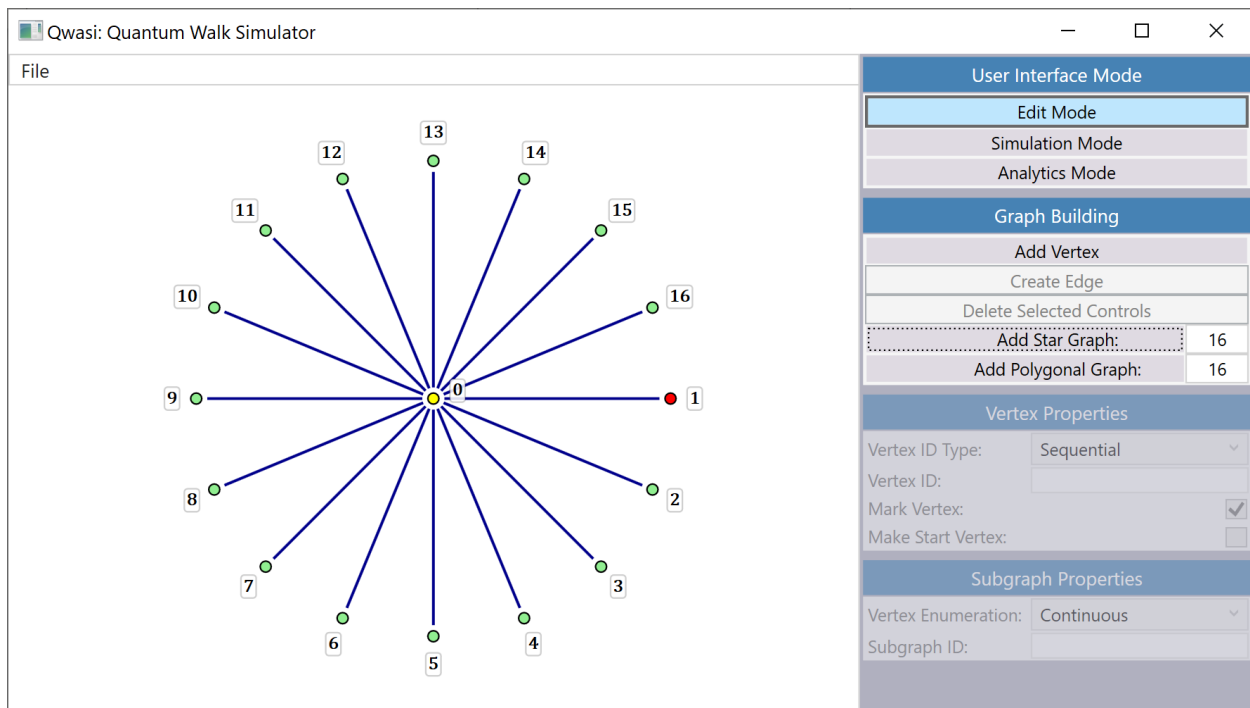 Qwasi: Quantum Walk Simulator
File
13
12
14
11
15
10
16
9
0
1
8
2
7
3
6
4
5
User Interface Mode
Edit Mode
Simulation Mode
Analytics Mode
Graph Building
Add Vertex
Create Edge
Delete Selected Controls
Add Star Graph: 16
Add Polygonal Graph: 16
Vertex Properties
Vertex ID Type: Sequential
Vertex ID:
Mark Vertex:
Make Start Vertex:
Subgraph Properties
Vertex Enumeration: Continuous
Subgraph ID: